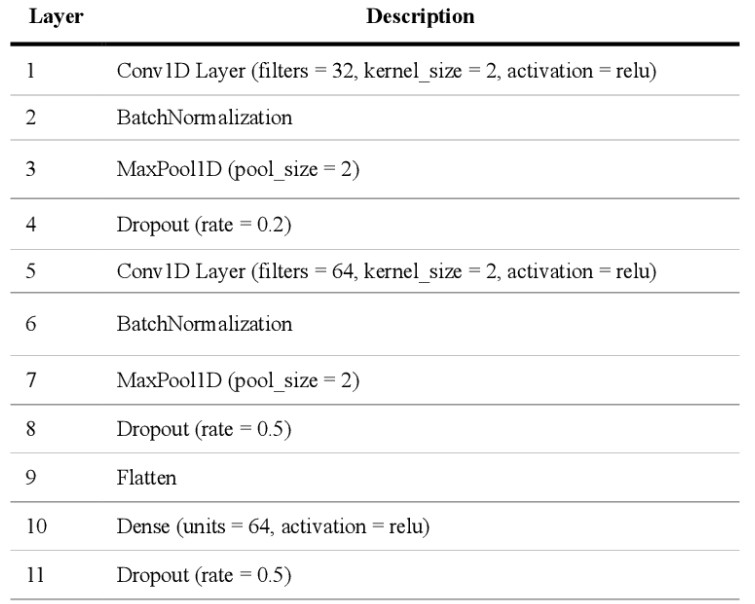 Layer Description
1 Conv1D Layer (filters = 32, kernel_size = 2, activation = relu)
2 BatchNormalization
3 MaxPool1D (pool_size = 2)
4 Dropout (rate = 0.2)
5 Conv1D Layer (filters = 64, kernel_size = 2, activation = relu)
6 BatchNormalization
7 MaxPool1D (pool_size = 2)
8 Dropout (rate = 0.5)
9 Flatten
10 Dense (units = 64, activation = relu)
11 Dropout (rate = 0.5)